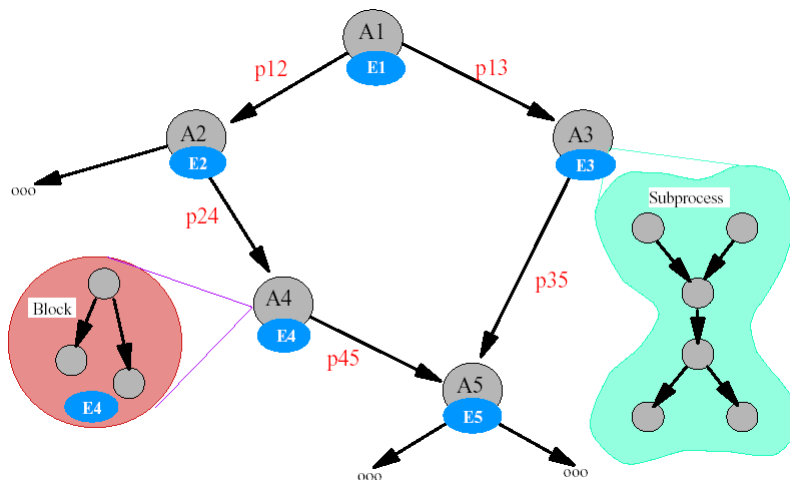 A1
E1
p12
p13
A2
E2
A3
E3
ooo
p24
Subprocess
Block
A4
E4
p35
p45
E4
A5
E5
ooo
ooo